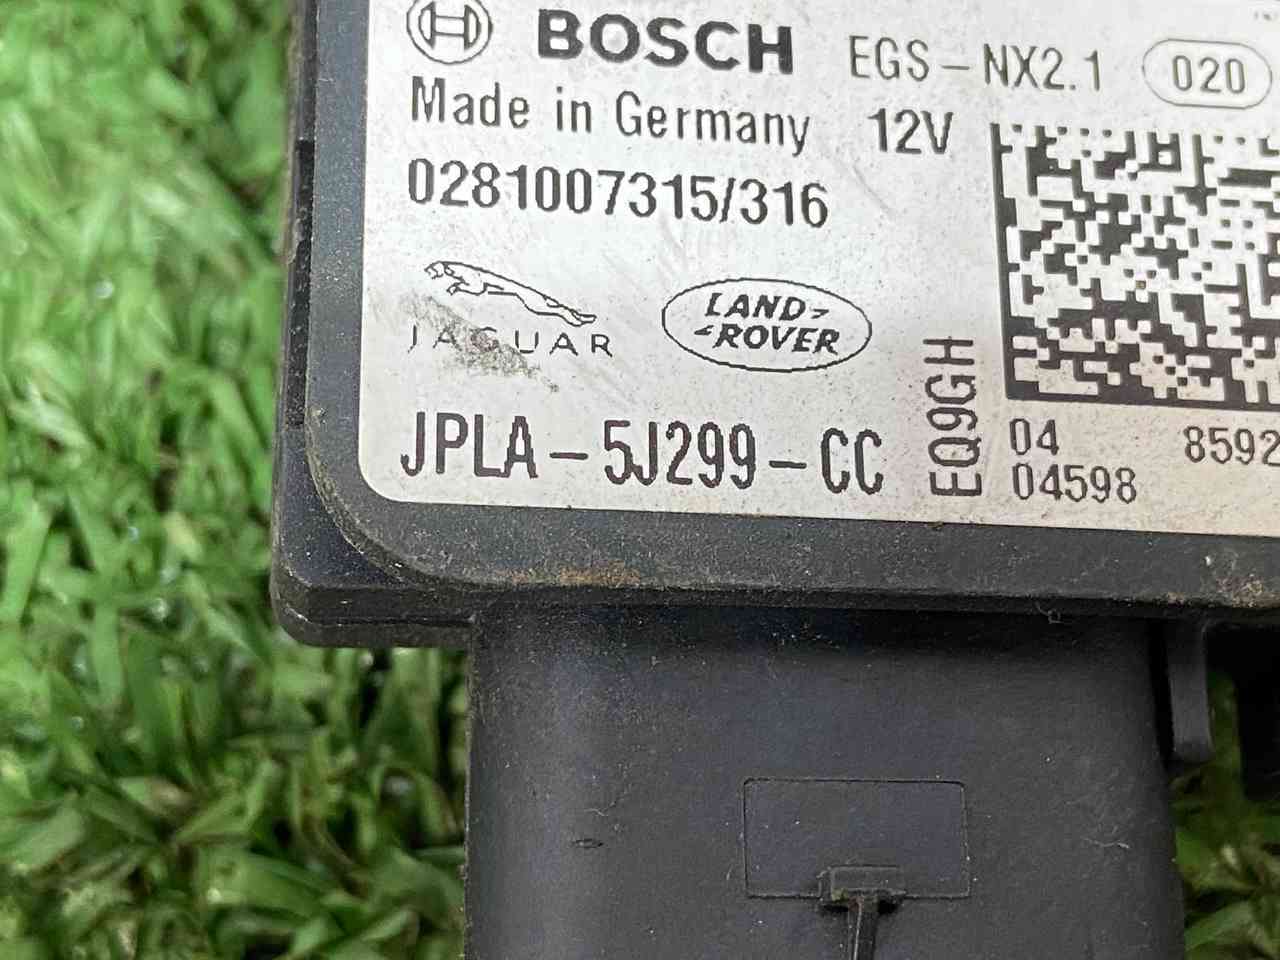 BOSCH EGS-NX2.1 020
Made in Germany 12V
0281007315/316
JAGUAR
LAND
ROVER
JPLA-5J299-CC
EQ9GH
04 8592
04598